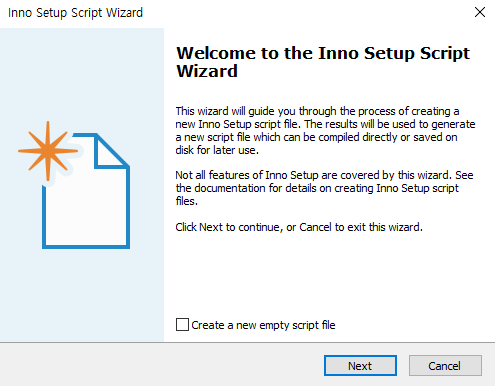 Inno Setup Script Wizard
Welcome to the Inno Setup Script
Wizard
This wizard will guide you through the process of creating a
new Inno Setup script file. The results will be used to generate
a new script file which can be compiled directly or saved on
disk for later use.
Not all features of Inno Setup are covered by this wizard. See
the documentation for details on creating Inno Setup script
files.
Click Next to continue, or Cancel to exit this wizard.
Create a new empty script file
Next
Cancel